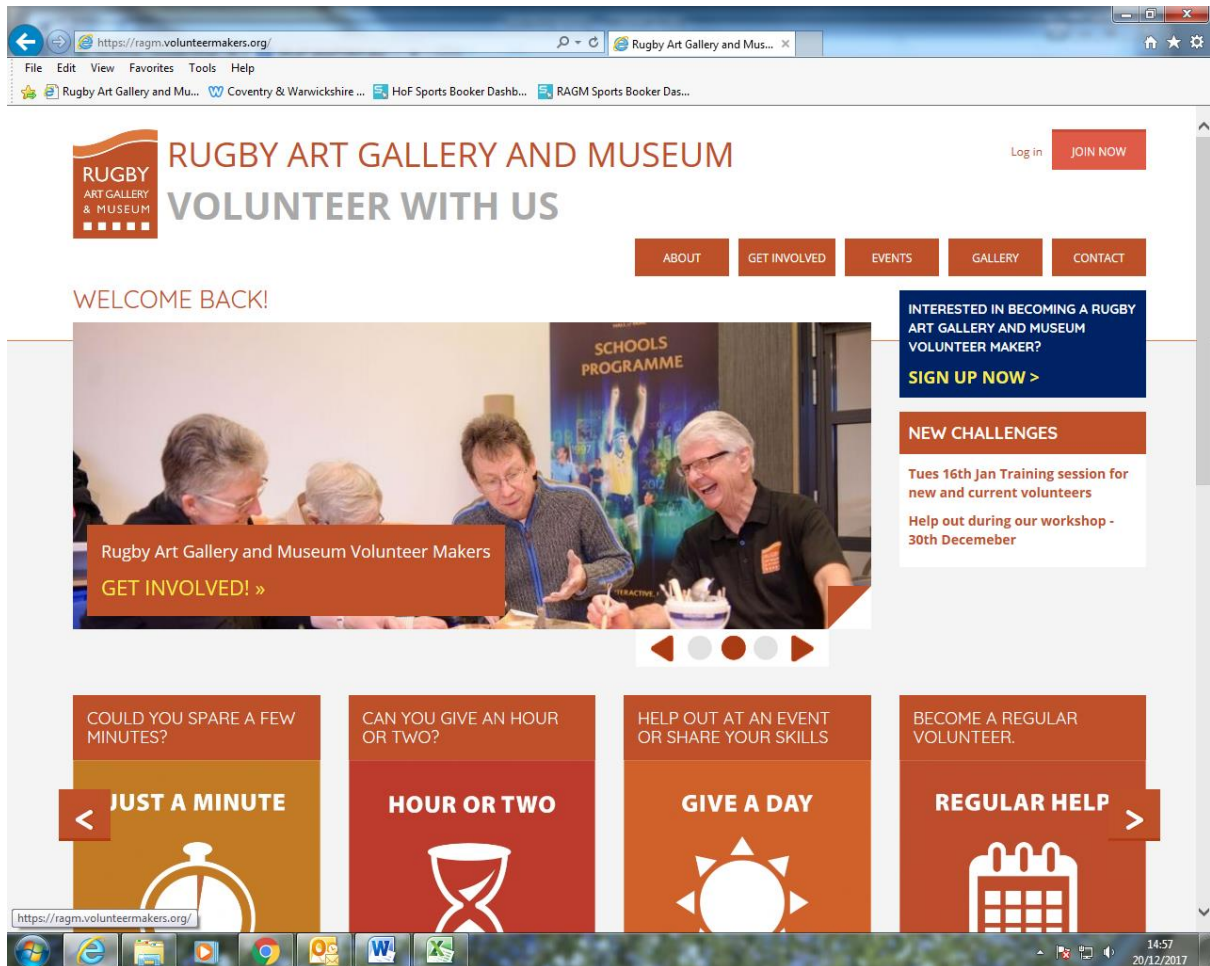 https://ragm.volunteermakers.org/
Rugby Art Gallery and Mus...
File Edit View Favorites Tools Help
Rugby Art Gallery and Mu... Coventry & Warwickshire ... HoF Sports Booker Dashb... RAGM Sports Booker Das...
RUGBY
ART GALLERY
& MUSEUM
RUGBY ART GALLERY AND MUSEUM
VOLUNTEER WITH US
Log in
JOIN NOW
ABOUT
GET INVOLVED
EVENTS
GALLERY
CONTACT
WELCOME BACK!
SCHOOLS
PROGRAMME
1997
2012
Rugby Art Gallery and Museum Volunteer Makers
GET INVOLVED! »
INTERESTED IN BECOMING A RUGBY
ART GALLERY AND MUSEUM
VOLUNTEER MAKER?
SIGN UP NOW >
NEW CHALLENGES
Tues 16th Jan Training session for
new and current volunteers
Help out during our workshop -
30th Decemeber
COULD YOU SPARE A FEW
MINUTES?
JUST A MINUTE
CAN YOU GIVE AN HOUR
OR TWO?
HOUR OR TWO
HELP OUT AT AN EVENT
OR SHARE YOUR SKILLS
GIVE A DAY
BECOME A REGULAR
VOLUNTEER.
REGULAR HELP
<
>
https://ragm.volunteermakers.org/
14:57
20/12/2017